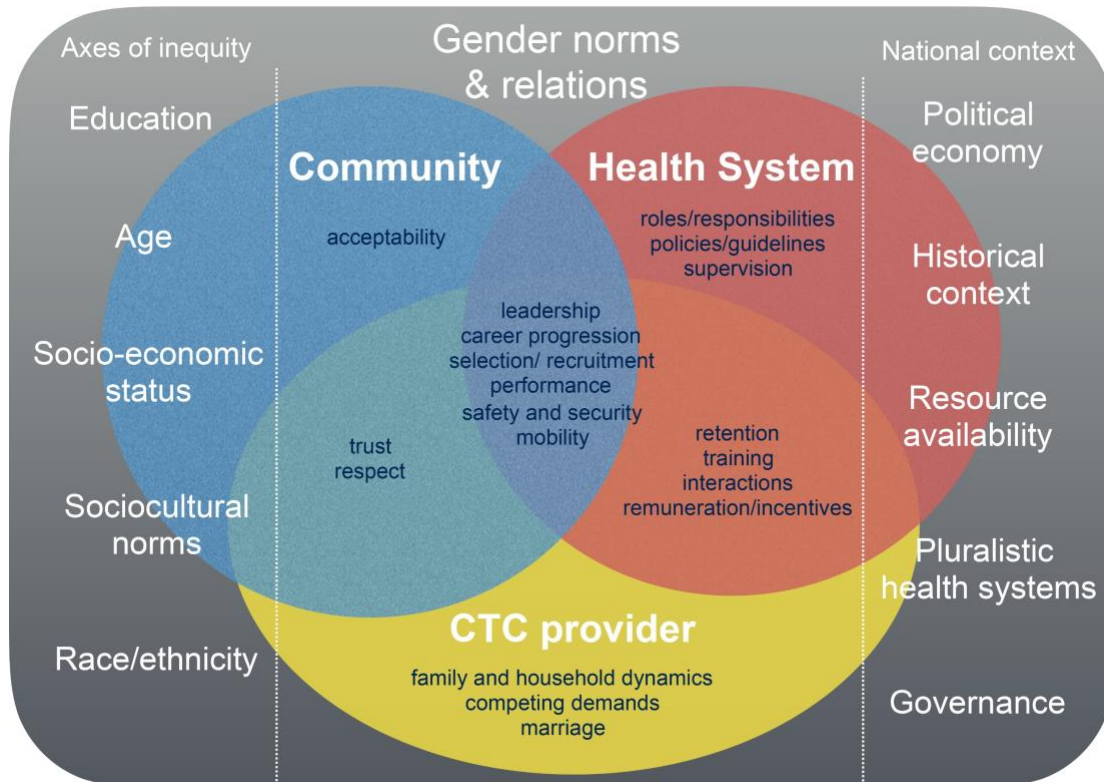 Axes of inequity
Gender norms
& relations
National context
Education
Age
Socio-economic
status
Sociocultural
norms
Race/ethnicity
Community
acceptability
Health System
roles/responsibilities
policies/guidelines
supervision
leadership
career progression
selection/ recruitment
performance
safety and security
mobility
trust
respect
retention
training
interactions
remuneration/incentives
CTC provider
family and household dynamics
competing demands
marriage
Political
economy
Historical
context
Resource
availability
Pluralistic
health systems
Governance